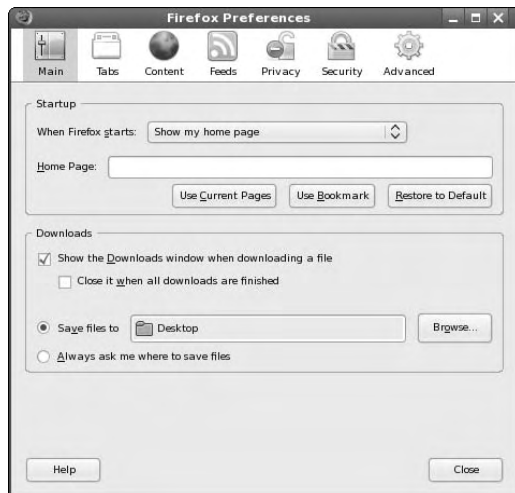 Firefox Preferences
Main Tabs Content Feeds Privacy Security Advanced
Startup
When Firefox starts: Show my home page
Home Page:
Use Current Pages Use Bookmark Restore to Default
Downloads
Show the Downloads window when downloading a file
Close it when all downloads are finished
Save files to Desktop Browse...
Always ask me where to save files
Help Close